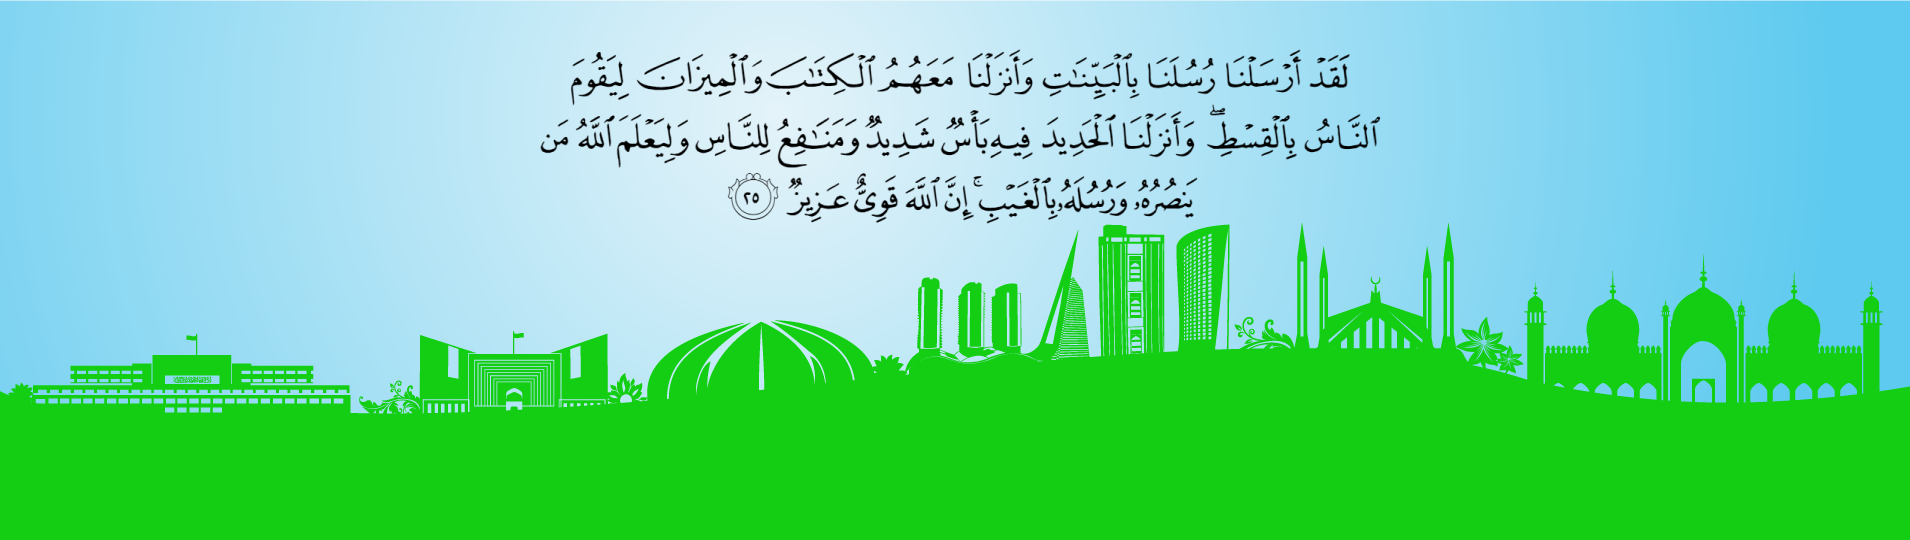 لَقَدْ أَرْسَلْنَا رُسُلَنَا بِٱلْبَيِّنَٰتِ وَأَنزَلْنَا مَعَهُمُ ٱلْكِتَٰبَ وَٱلْمِيزَانَ لِيَقُومَ
ٱلنَّاسُ بِٱلْقِسْطِ ۖ وَأَنزَلْنَا ٱلْحَدِيدَ فِيهِ بَأْسٌ شَدِيدٌ وَمَنَٰفِعُ لِلنَّاسِ وَلِيَعْلَمَ ٱللَّهُ مَن
يَنصُرُهُۥ وَرُسُلَهُۥ بِٱلْغَيْبِ ۚ إِنَّ ٱللَّهَ قَوِىٌّ عَزِيزٌ ٢٥